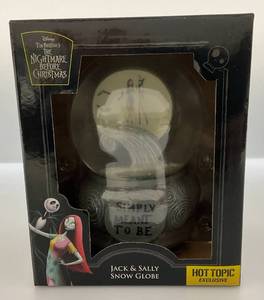 Disney
Tim Burton's
THE
NIGHTMARE
BEFORE
CHRISTMAS
SIMPLY
MEANT
TO BE
JACK & SALLY
SNOW GLOBE
HOT TOPIC
EXCLUSIVE